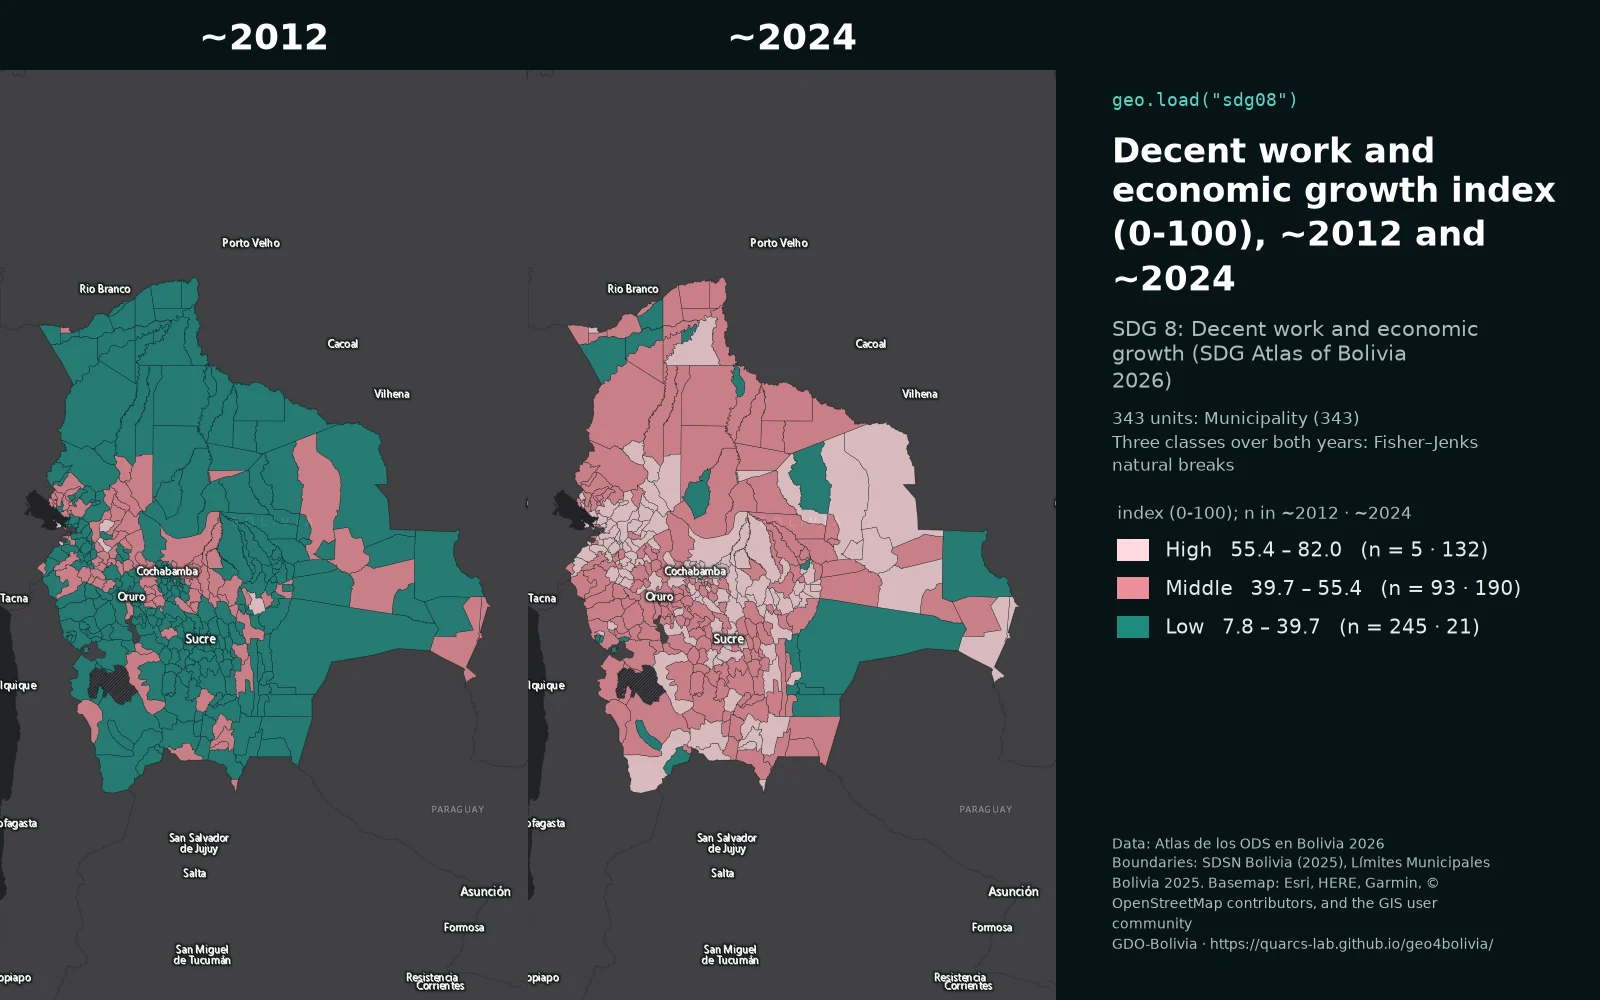 ~2012
~2024
Porto Velho
Rio Branco
Cacoal
Vilhena
Cochabamba
Tacna
Oruro
Sucre
Iquique
PARAGUAY
ofagasta
San Salvador
de Jujuy
Salta
Asunción
Formosa
San Miguel
de Tucumán
opiapo
Resistencia
Corrientes
Porto Velho
Rio Branco
Cacoal
Vilhena
Cochabamba
Tacna
Oruro
Sucre
Iquique
PARAGUAY
ofagasta
San Salvador
de Jujuy
Salta
Asunción
Formosa
San Miguel
de Tucumán
opiapo
Resistencia
Corrientes
geo.load("sdg08")
Decent work and
economic growth index
(0-100), ~2012 and
~2024
SDG 8: Decent work and economic
growth (SDG Atlas of Bolivia
2026)
343 units: Municipality (343)
Three classes over both years: Fisher–Jenks
natural breaks
index (0-100); n in ~2012 · ~2024
High 55.4 – 82.0 (n = 5 · 132)
Middle 39.7 – 55.4 (n = 93 · 190)
Low 7.8 – 39.7 (n = 245 · 21)
Data: Atlas de los ODS en Bolivia 2026
Boundaries: SDSN Bolivia (2025), Límites Municipales
Bolivia 2025. Basemap: Esri, HERE, Garmin, ©
OpenStreetMap contributors, and the GIS user
community
GDO-Bolivia · https://quarcs-lab.github.io/geo4bolivia/